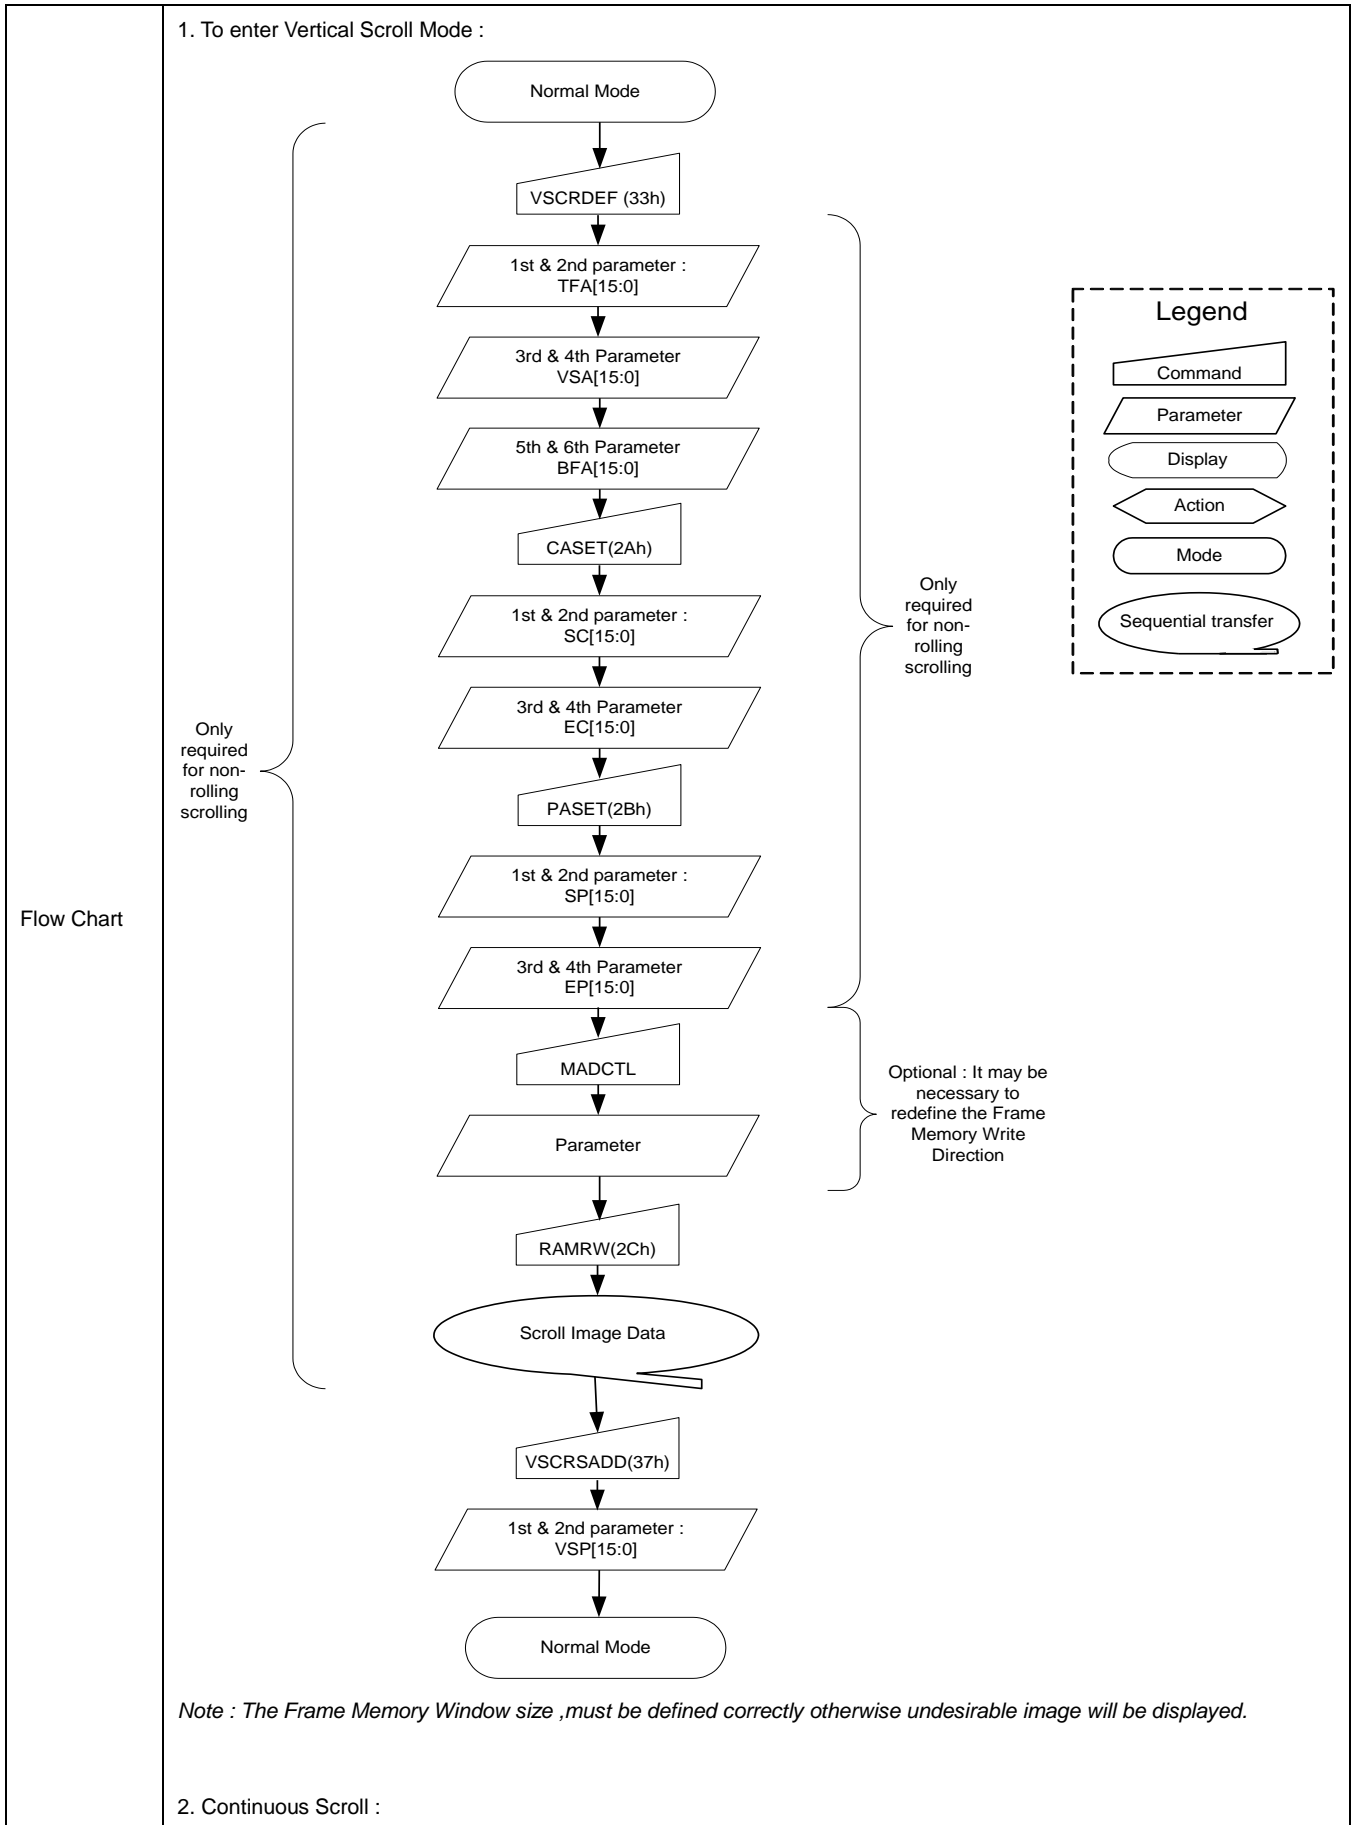 1. To enter Vertical Scroll Mode :
Normal Mode
VSCRDEF (33h)
1st & 2nd parameter :
TFA[15:0]
3rd & 4th Parameter
VSA[15:0]
5th & 6th Parameter
BFA[15:0]
CASET(2Ah)
1st & 2nd parameter :
SC[15:0]
3rd & 4th Parameter
EC[15:0]
PASET(2Bh)
1st & 2nd parameter :
SP[15:0]
3rd & 4th Parameter
EP[15:0]
MADCTL
Parameter
RAMRW(2Ch)
Scroll Image Data
VSCRSADD(37h)
1st & 2nd parameter :
VSP[15:0]
Normal Mode
Only
required
for non-
rolling
scrolling
Only
required
for non-
rolling
scrolling
Optional : It may be
necessary to
redefine the Frame
Memory Write
Direction
Legend
Command
Parameter
Display
Action
Mode
Sequential transfer
Flow Chart
Note : The Frame Memory Window size ,must be defined correctly otherwise undesirable image will be displayed.
2. Continuous Scroll :